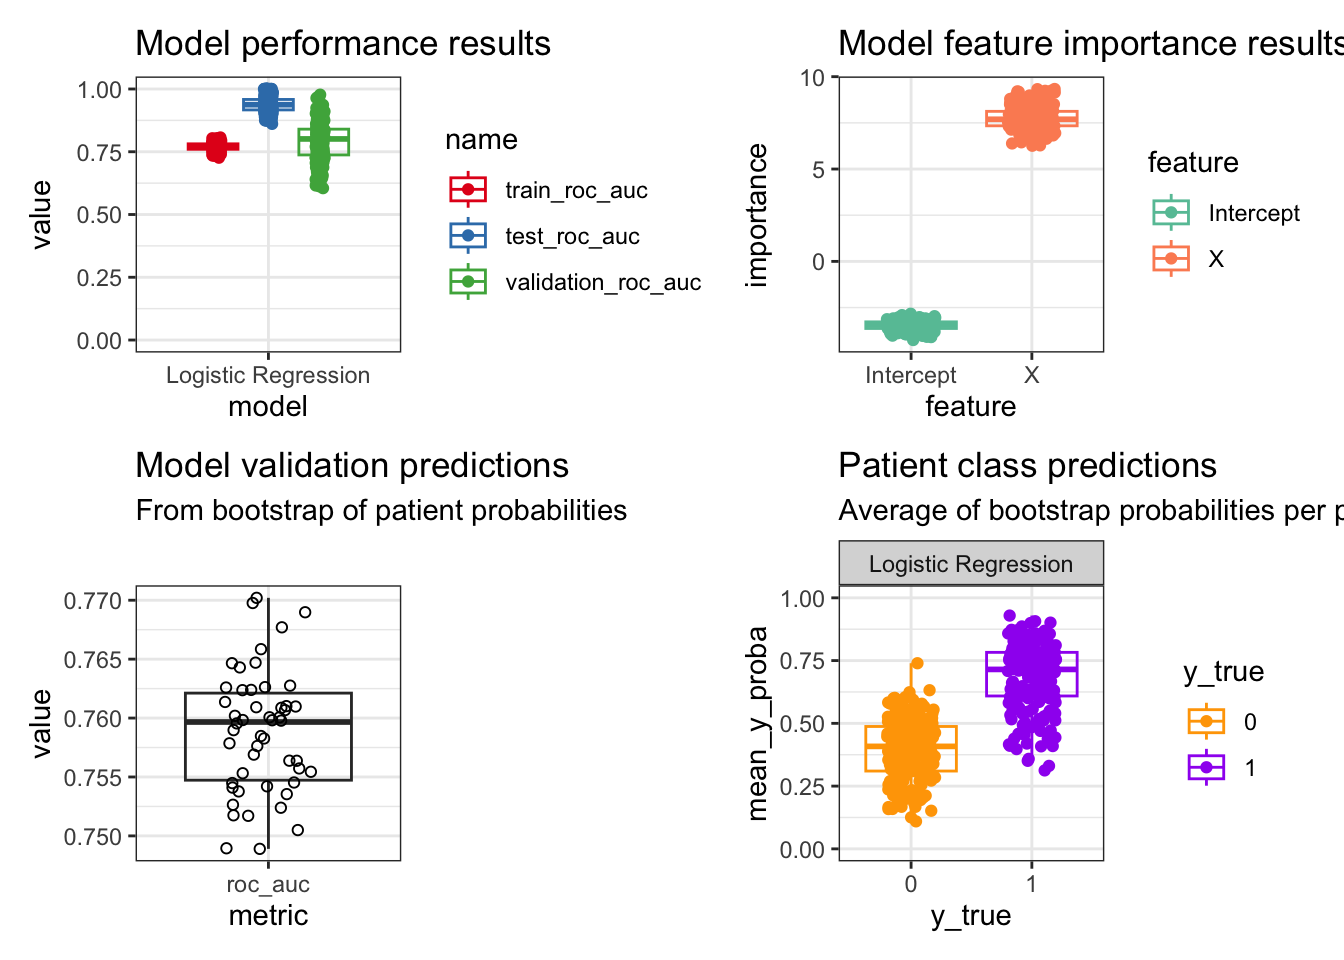 Model performance results
1.00
0.75
0.50
0.25
0.00
value
Logistic Regression
model
name
train_roc_auc
test_roc_auc
validation_roc_auc
Model feature importance results
10
5
0
importance
Intercept
X
feature
feature
Intercept
X
Model validation predictions
From bootstrap of patient probabilities
0.770
0.765
0.760
0.755
0.750
value
roc_auc
metric
Patient class predictions
Average of bootstrap probabilities per
Logistic Regression
1.00
0.75
0.50
0.25
0.00
mean_y_proba
0
1
y_true
y_true
0
1